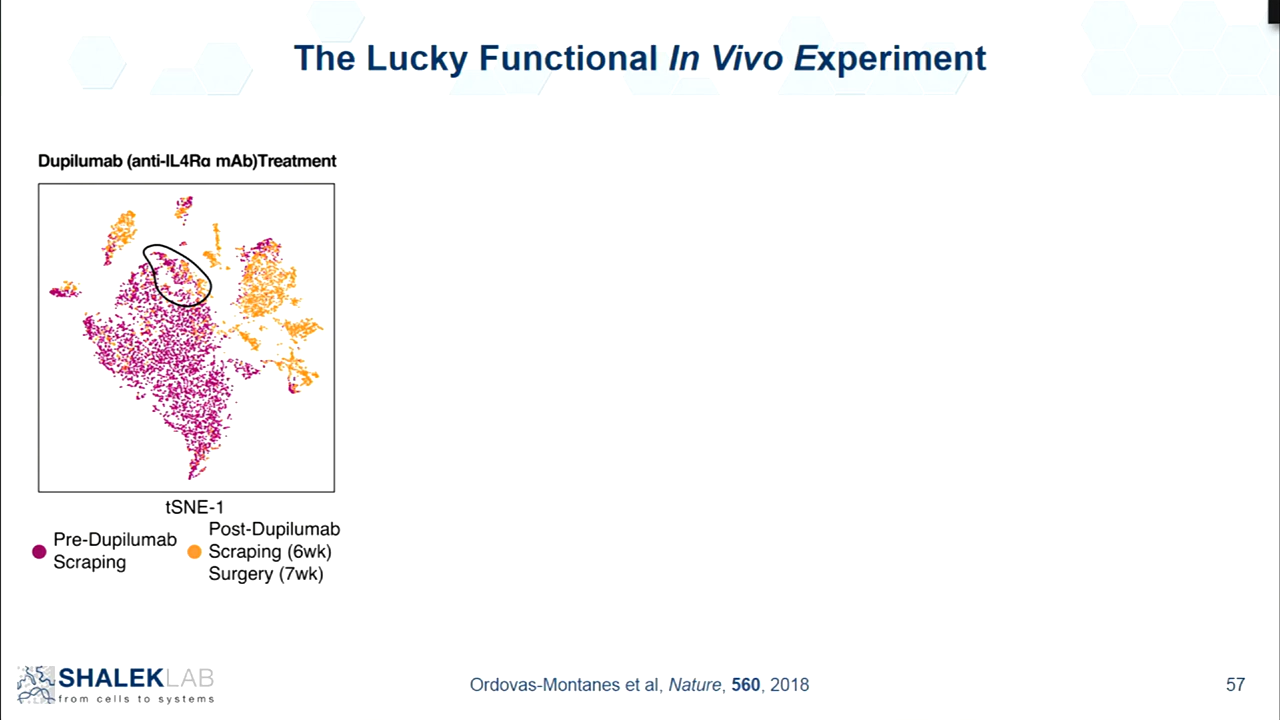 The Lucky Functional In Vivo Experiment
Dupilumab (anti-IL4Rα mAb)Treatment
tSNE-1
Pre-Dupilumab
Scraping
Post-Dupilumab
Scraping (6wk)
Surgery (7wk)
SHALEKLAB
from cells to systems
Ordovas-Montanes et al, Nature, 560, 2018
57